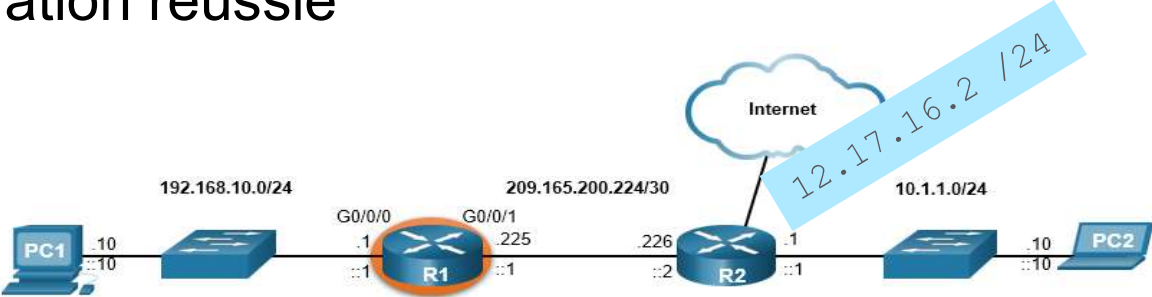 ation réussie
12.17.16.2 /24
Internet
192.168.10.0/24
209.165.200.224/30
10.1.1.0/24
G0/0/0
G0/0/1
PC1
.10
::10
.1
::1
R1
.225
::1
.226
::2
R2
.1
::1
.10
::10
PC2